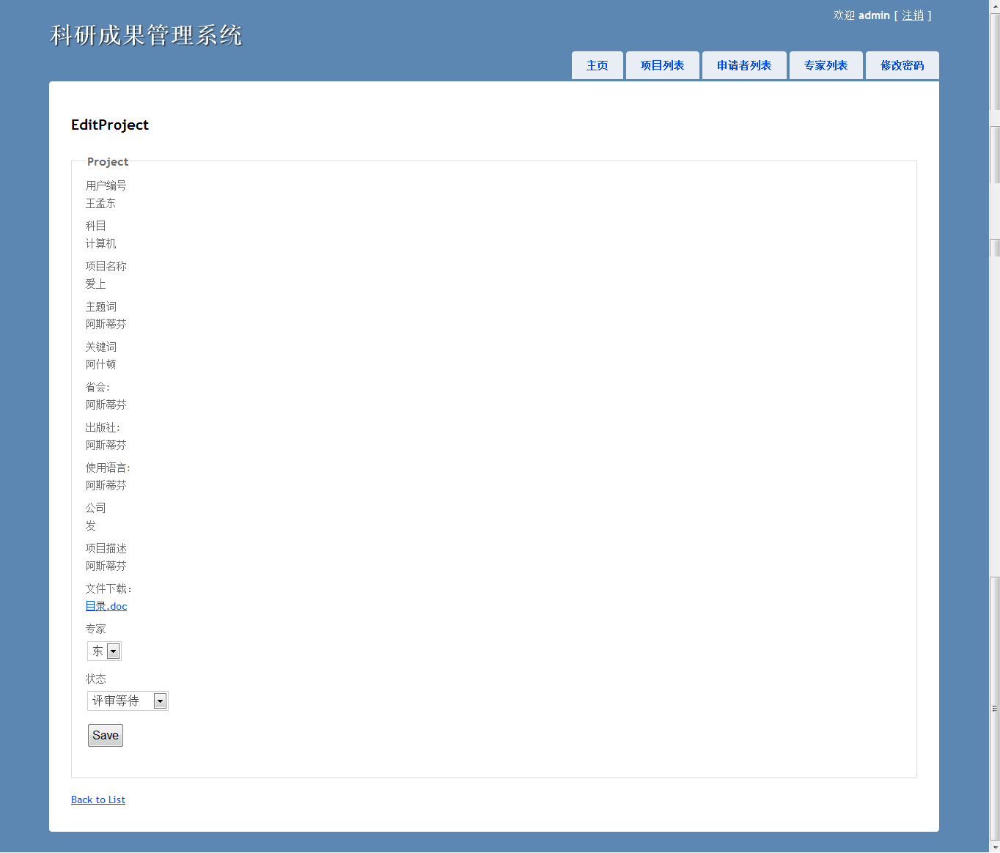 欢迎 admin [ 注销 ]
科研成果管理系统
主页 项目列表 申请者列表 专家列表 修改密码
EditProject
Project
用户编号
王孟东
科目
计算机
项目名称
爱上
主题词
阿斯蒂芬
关键词
阿什顿
省会:
阿斯蒂芬
出版社:
阿斯蒂芬
使用语言:
阿斯蒂芬
公司
发
项目描述
阿斯蒂芬
文件下载：
目录.doc
专家
东
状态
评审等待
Save
Back to List